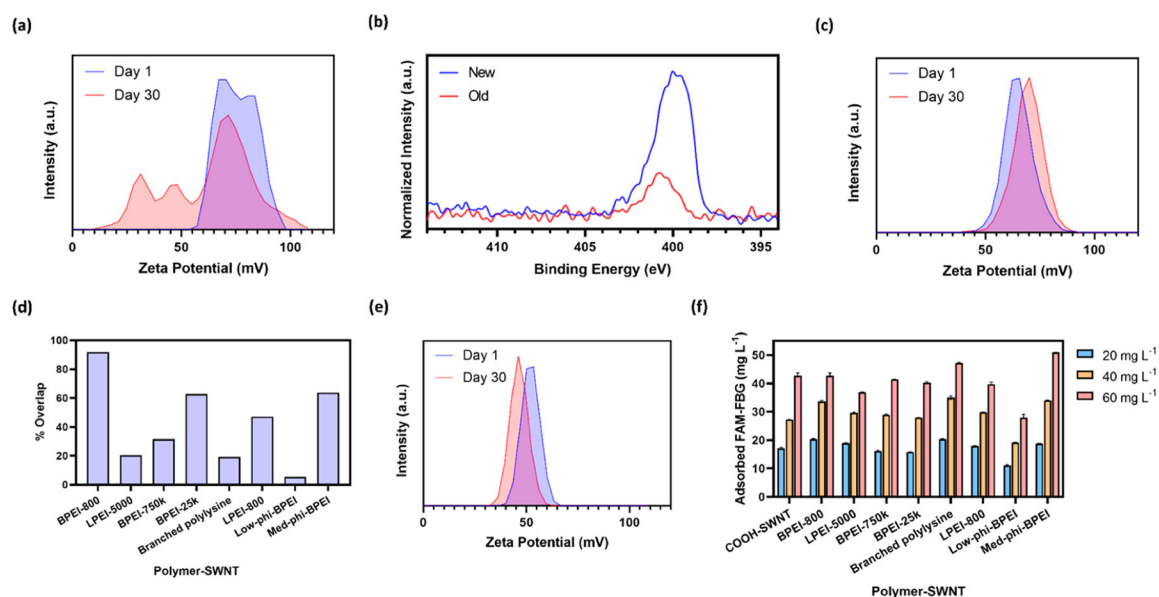 (a)
Day 1
Day 30
Intensity (a.u.)
0
50
100
Zeta Potential (mV)
(b)
New
Old
Normalized Intensity (a.u.)
410
405
400
395
Binding Energy (eV)
(c)
Day 1
Day 30
Intensity (a.u.)
0
50
100
Zeta Potential (mV)
(d)
100
80
60
40
20
0
% Overlap
BPEI-800
LPEI-5000
BPEI-750k
BPEI-25k
Branched polylysine
LPEI-800
Low-phi-BPEI
Med-phi-BPEI
Polymer-SWNT
(e)
Day 1
Day 30
Intensity (a.u.)
0
50
100
Zeta Potential (mV)
(f)
50
40
30
20
10
0
Adsorbed FAM-FBG (mg L⁻¹)
20 mg L⁻¹
40 mg L⁻¹
60 mg L⁻¹
COOH-SWNT
BPEI-800
LPEI-5000
BPEI-750k
BPEI-25k
Branched polylysine
LPEI-800
Low-phi-BPEI
Med-phi-BPEI
Polymer-SWNT